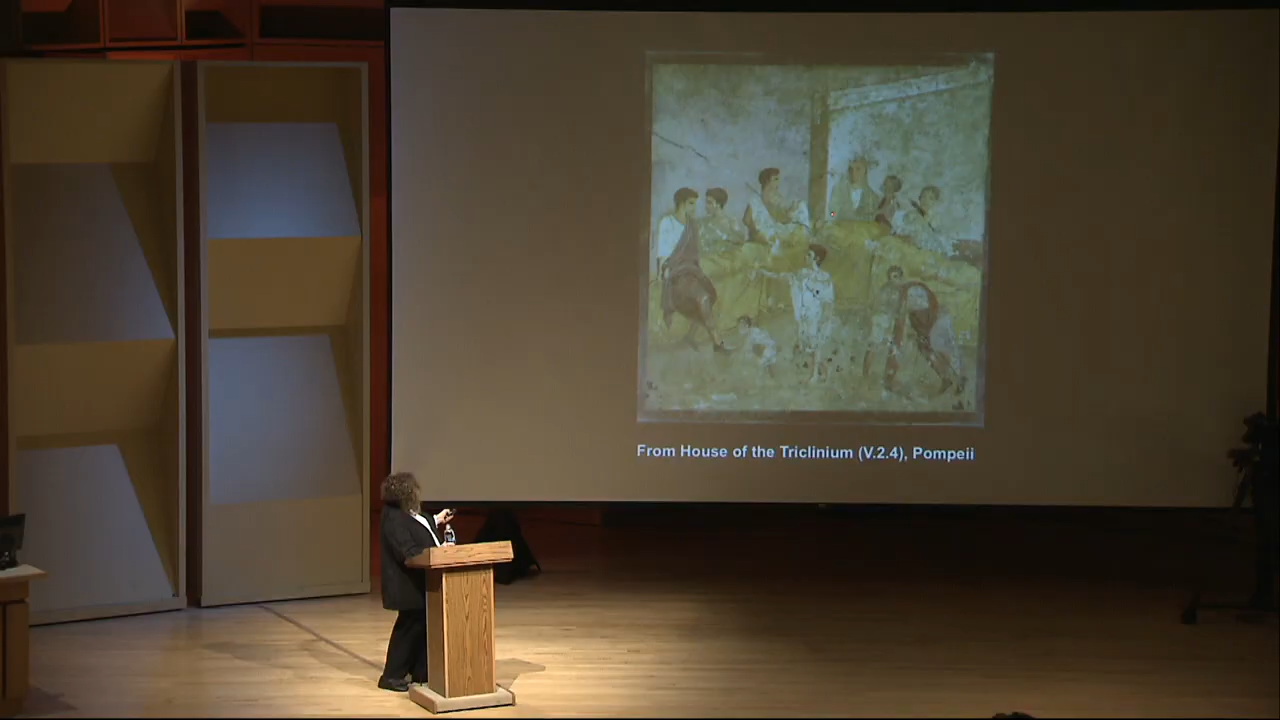 From House of the Triclinium (V.2.4), Pompeii